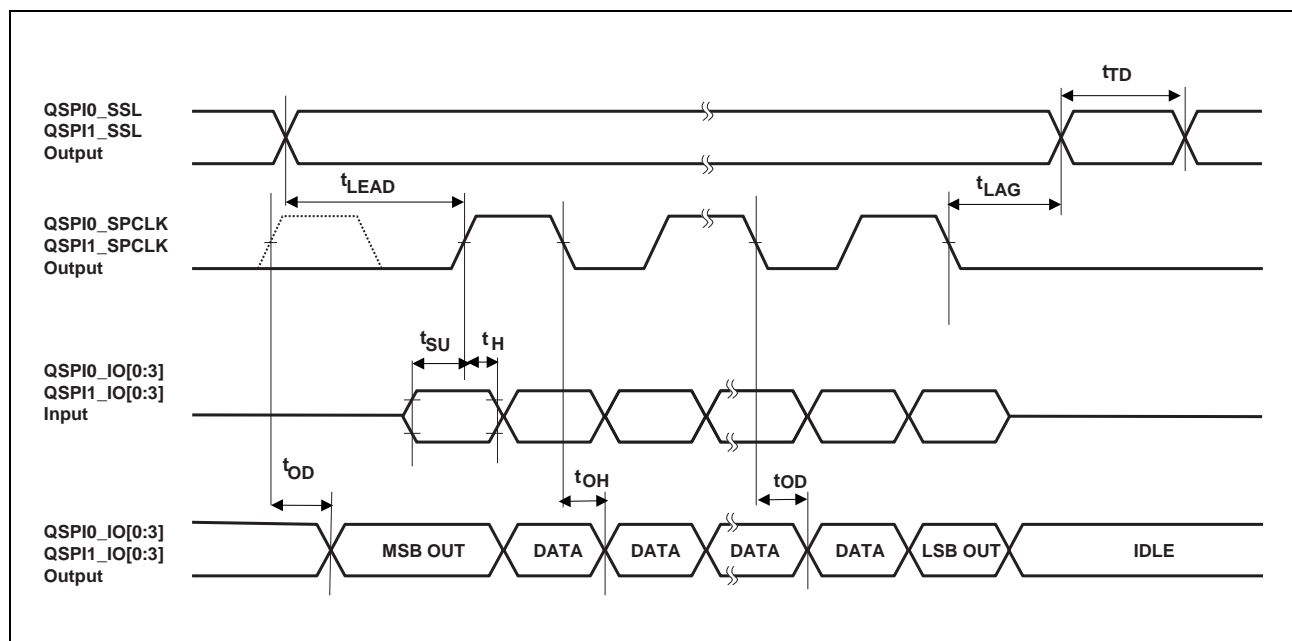 tTD
QSPI0_SSL
QSPI1_SSL
Output
tLEAD
tLAG
QSPI0_SPCLK
QSPI1_SPCLK
Output
tSU
tH
QSPI0_IO[0:3]
QSPI1_IO[0:3]
Input
tOD
tOH
tOD
QSPI0_IO[0:3]
QSPI1_IO[0:3]
Output
MSB OUT
DATA
DATA
DATA
DATA
LSB OUT
IDLE